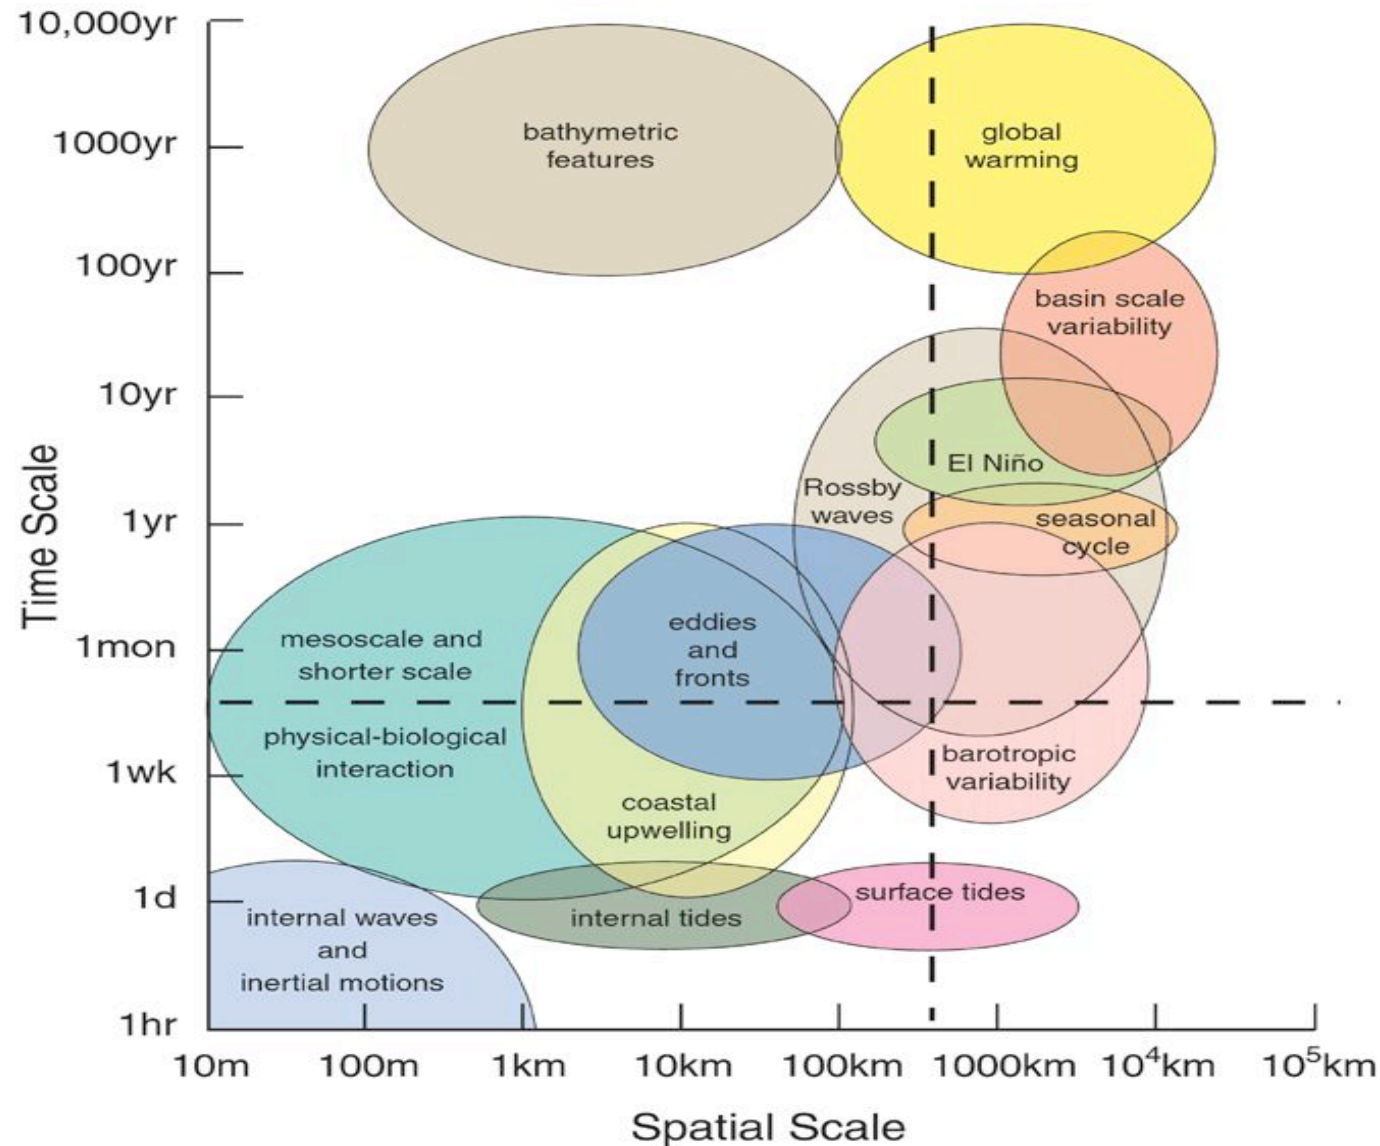 10,000yr
1000yr
100yr
10yr
1yr
1mon
1wk
1d
1hr
Time Scale
bathymetric
features
global
warming
basin scale
variability
El Niño
Rossby
waves
seasonal
cycle
mesoscale and
shorter scale
physical-biological
interaction
eddies
and
fronts
coastal
upwelling
barotropic
variability
internal waves
and
inertial motions
internal tides
surface tides
10m
100m
1km
10km
100km
1000km
10⁴km
10⁵km
Spatial Scale